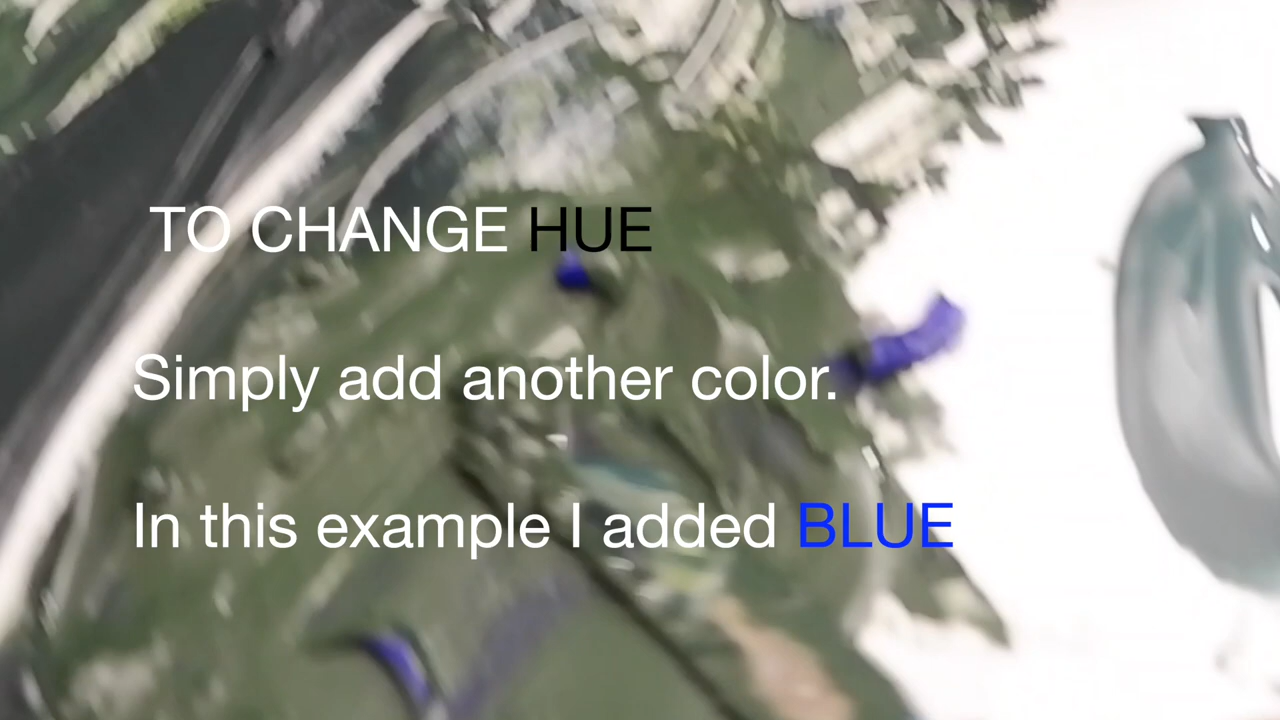 TO CHANGE HUE
Simply add another color.
In this example I added BLUE